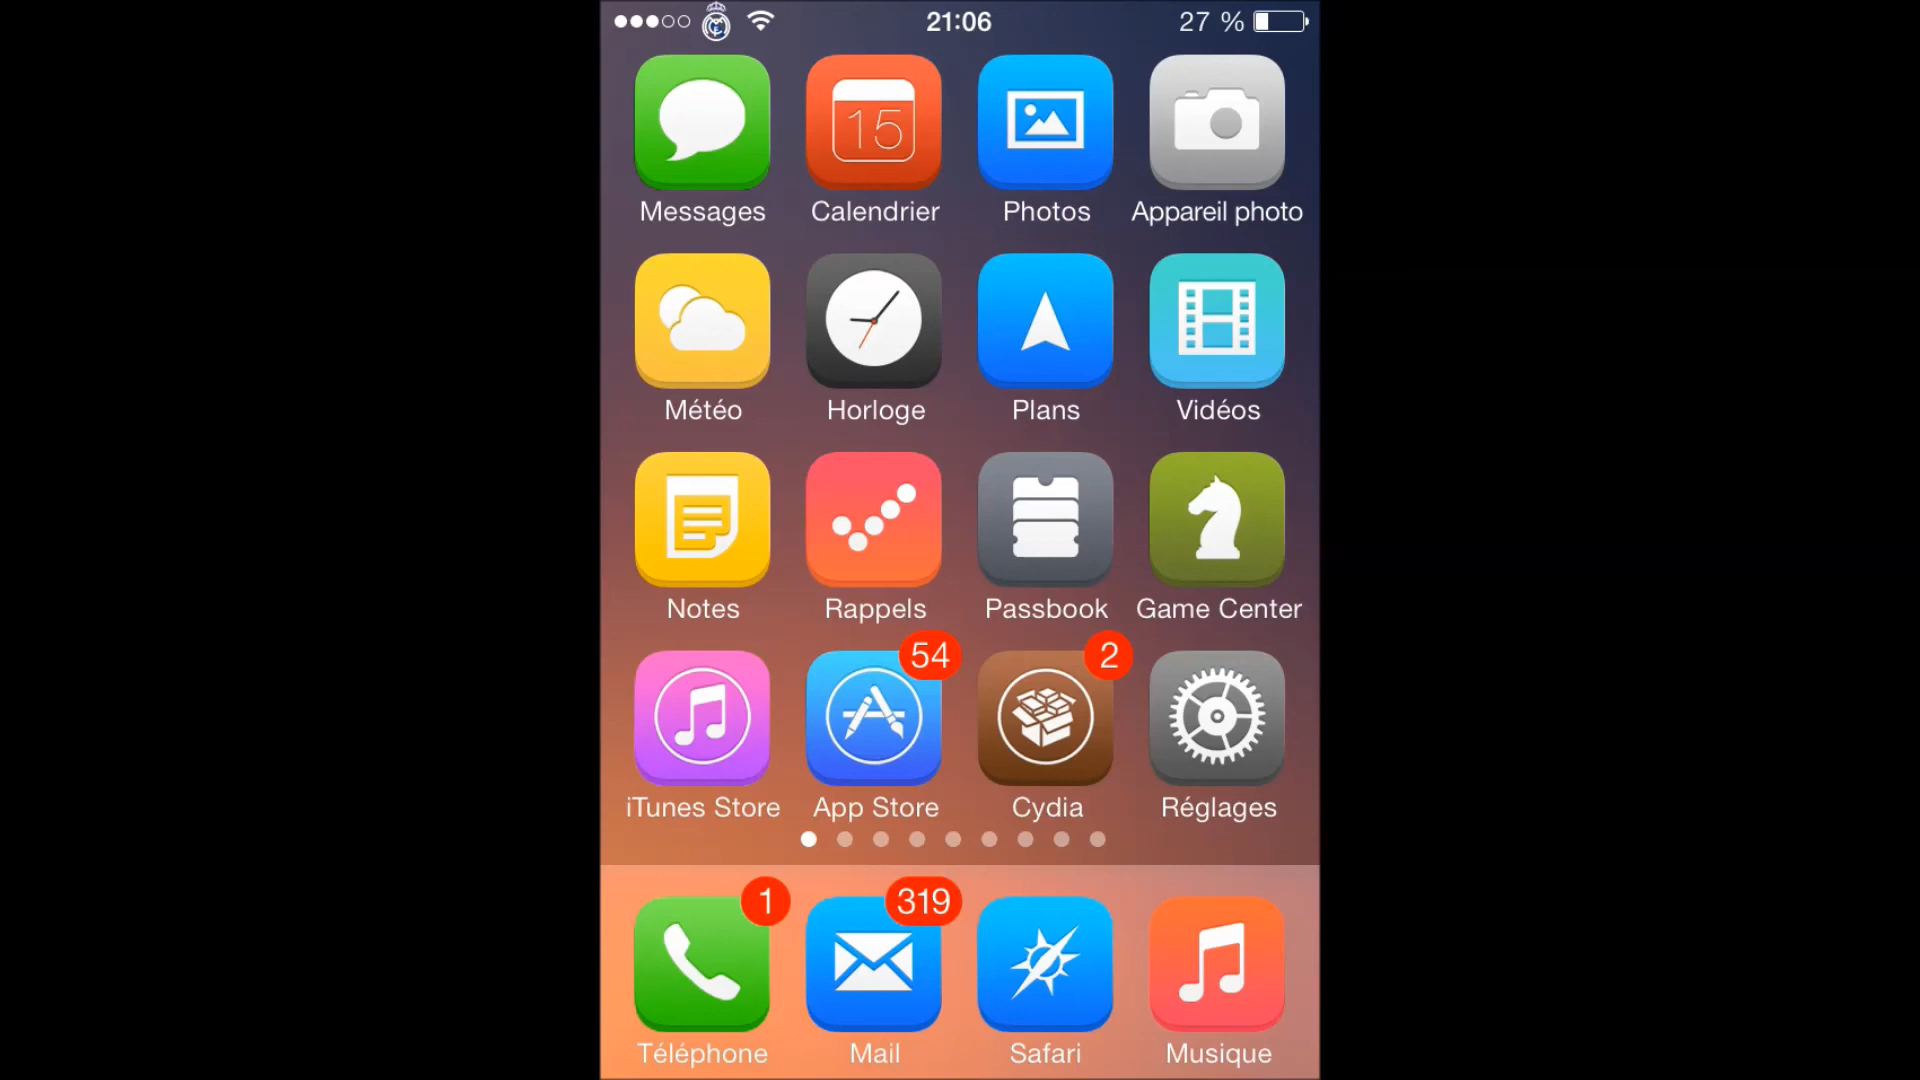 21:06
27 %
15
Messages
Calendrier
Photos
Appareil photo
Météo
Horloge
Plans
Vidéos
Notes
Rappels
Passbook
Game Center
54
2
iTunes Store
App Store
Cydia
Réglages
1
319
Téléphone
Mail
Safari
Musique